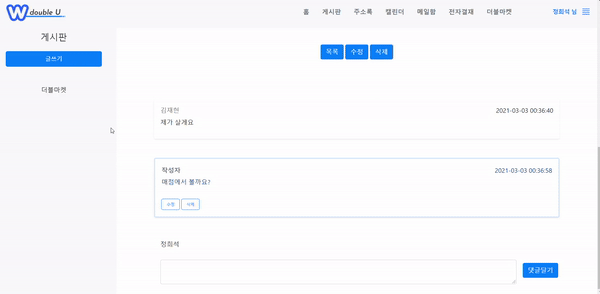 double U
홈 게시판 주소록 캘린더 메일함 전자결재 더블마켓
정희석 님
게시판
글쓰기
더블마켓
목록 수정 삭제
김재현 2021-03-03 00:36:40
제가 살게요
작성자 2021-03-03 00:36:58
매점에서 볼까요?
수정 삭제
정희석
댓글달기